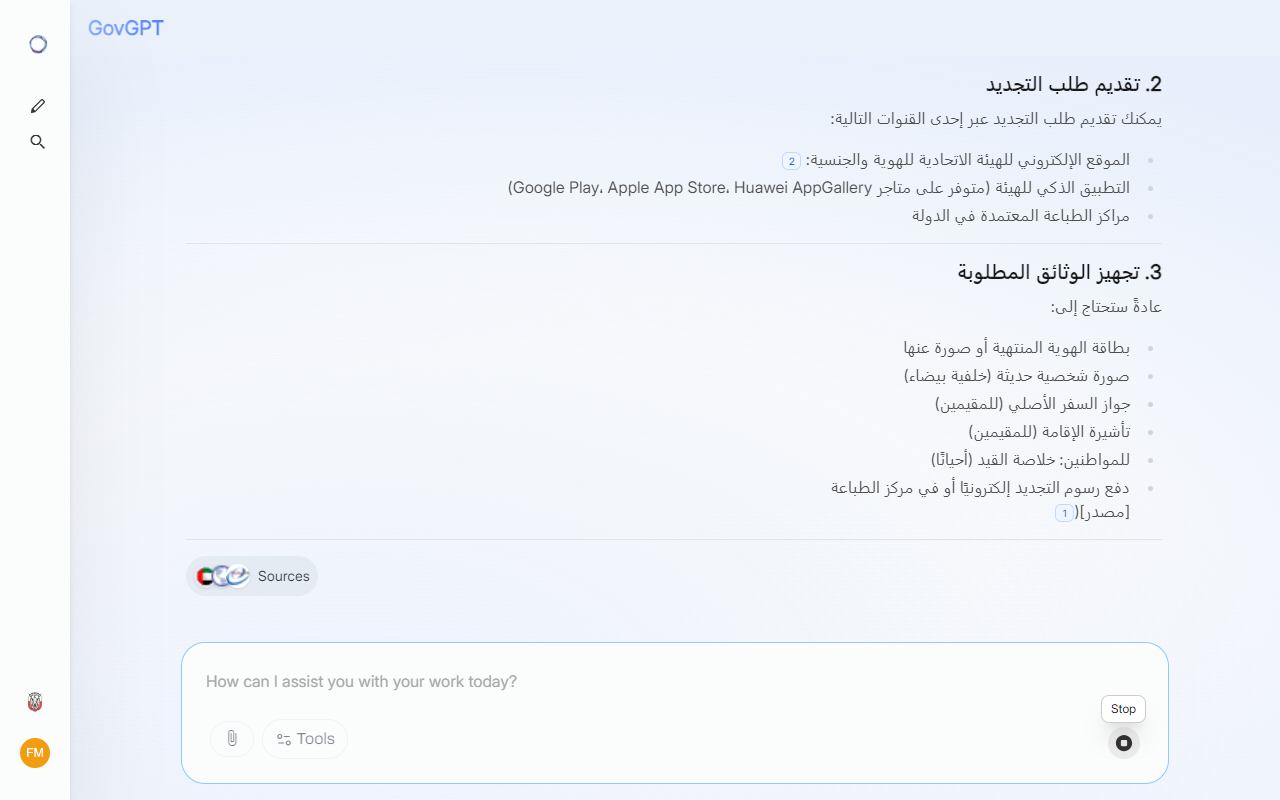 GovGPT
2. تقديم طلب التجديد
يمكنك تقديم طلب التجديد عبر إحدى القنوات التالية:
الموقع الإلكتروني للهيئة الاتحادية للهوية والجنسية: 2
التطبيق الذكي للهيئة (متوفر على متاجر Google Play، Apple App Store، Huawei AppGallery)
مراكز الطباعة المعتمدة في الدولة
3. تجهيز الوثائق المطلوبة
عادةً ستحتاج إلى:
بطاقة الهوية المنتهية أو صورة عنها
صورة شخصية حديثة (خلفية بيضاء)
جواز السفر الأصلي (للمقيمين)
تأشيرة الإقامة (للمقيمين)
للمواطنين: خلاصة القيد (أحيانًا)
دفع رسوم التجديد إلكترونيًا أو في مركز الطباعة
[مصدر](1
Sources
How can I assist you with your work today?
Stop
Tools
FM